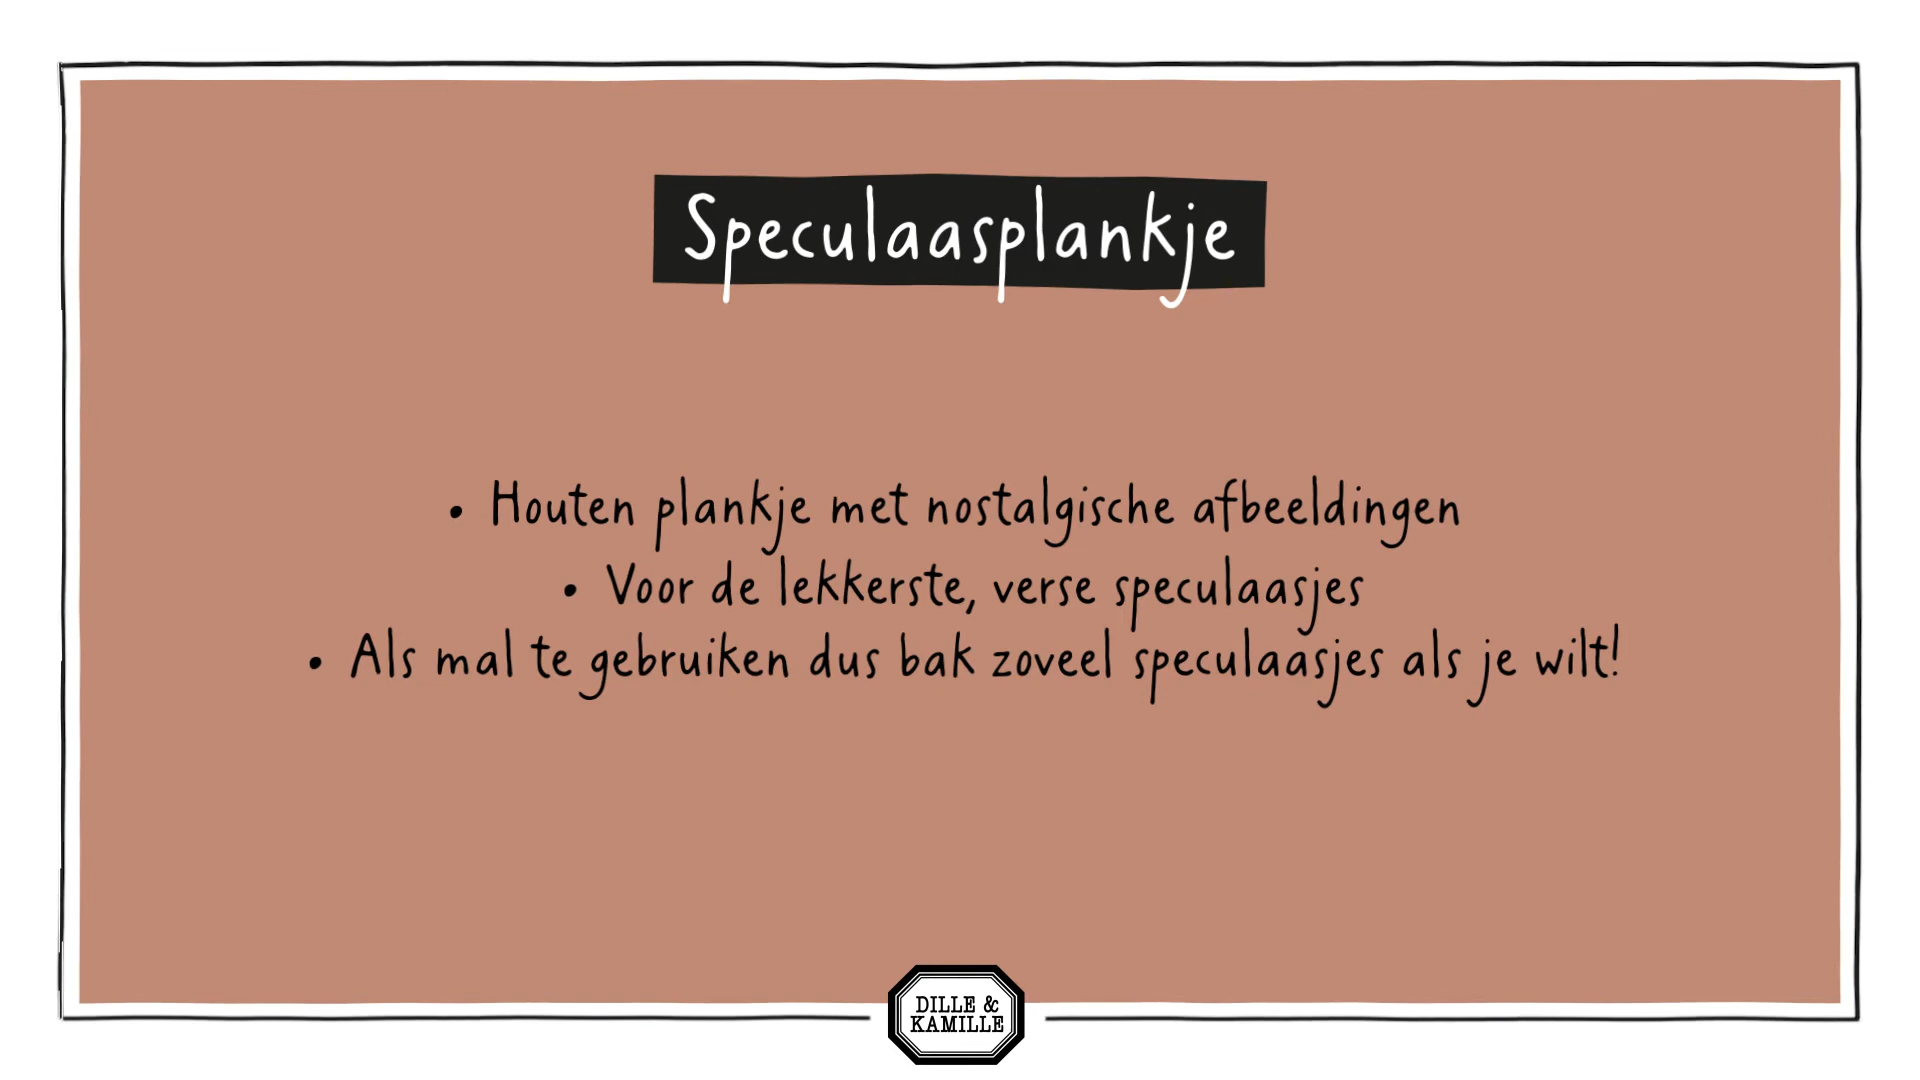 Speculaasplankje
• Houten plankje met nostalgische afbeeldingen
• Voor de lekkerste, verse speculaasjes
• Als mal te gebruiken dus bak zoveel speculaasjes als je wilt!
DILLE &
KAMILLE